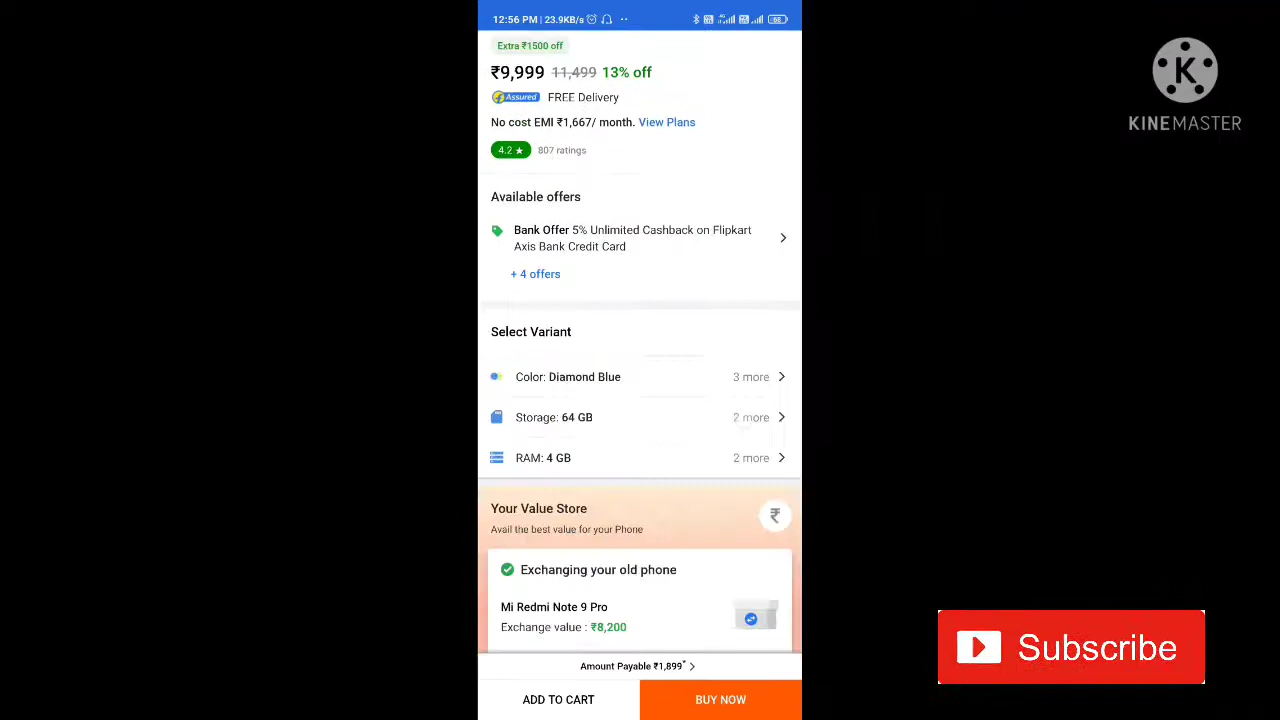 12:56 PM | 23.9KB/s
68
Extra ₹1500 off
₹9,999 11,499 13% off
Assured FREE Delivery
No cost EMI ₹1,667/ month. View Plans
4.2 ★ 807 ratings
Available offers
Bank Offer 5% Unlimited Cashback on Flipkart
Axis Bank Credit Card
+ 4 offers
Select Variant
Color: Diamond Blue 3 more
Storage: 64 GB 2 more
RAM: 4 GB 2 more
Your Value Store
₹
Avail the best value for your Phone
Exchanging your old phone
Mi Redmi Note 9 Pro
Exchange value : ₹8,200
Amount Payable ₹1,899*
ADD TO CART BUY NOW
K
KINEMASTER
Subscribe